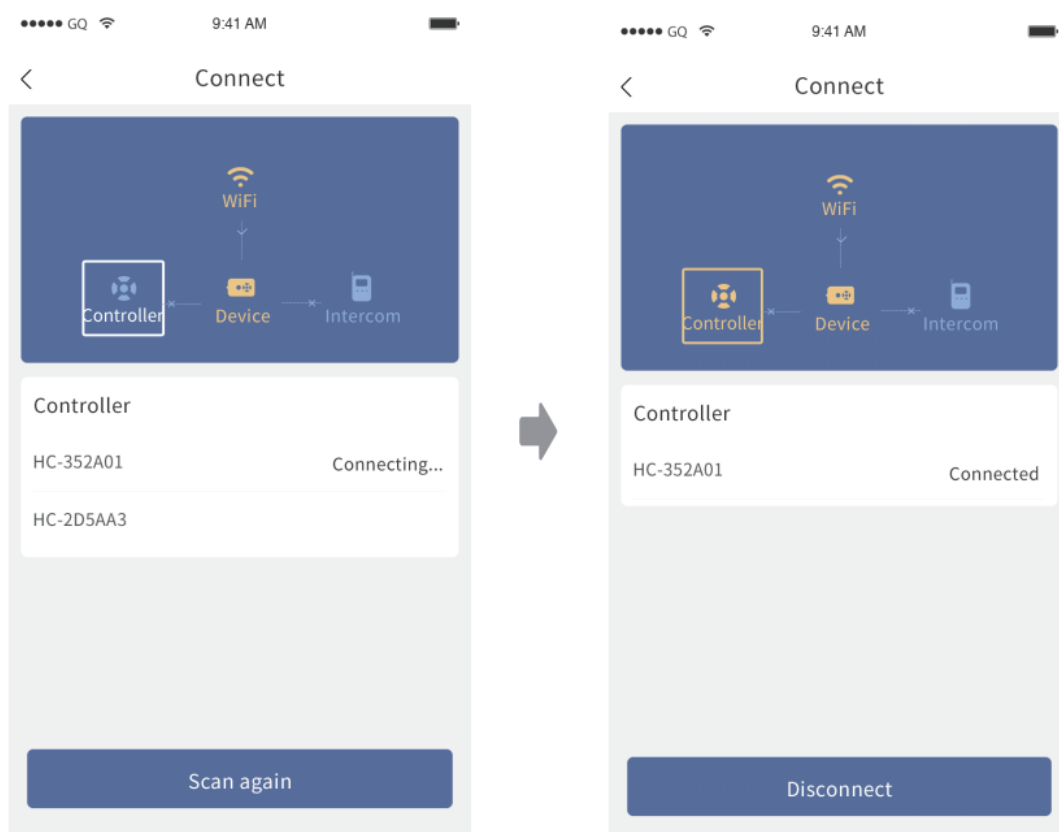 GQ 9:41 AM
Connect
WiFi
Controller Device Intercom
Controller
HC-352A01 Connecting...
HC-2D5AA3
Scan again
GQ 9:41 AM
Connect
WiFi
Controller Device Intercom
Controller
HC-352A01 Connected
Disconnect